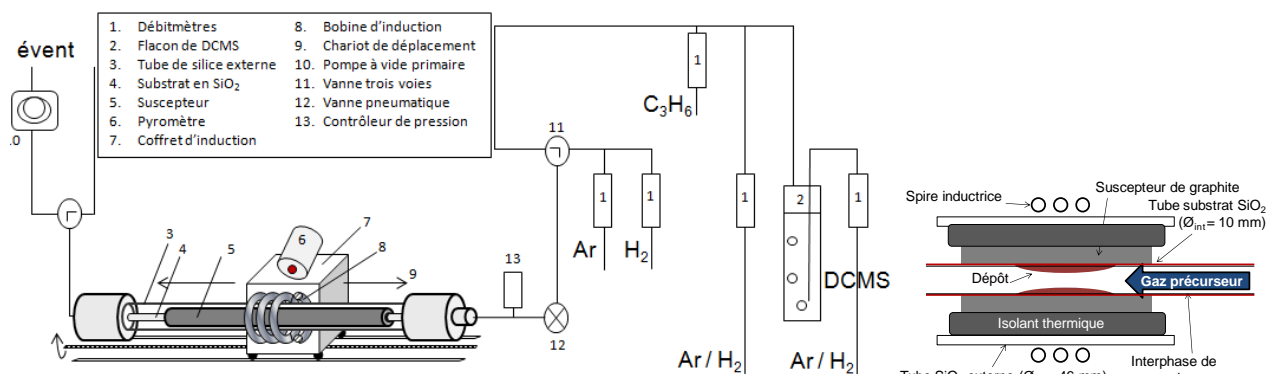 1. Débitmètres
2. Flacon de DCMS
3. Tube de silice externe
4. Substrat en SiO₂
5. Suscepteur
6. Pyromètre
7. Coffret d'induction
8. Bobine d'induction
9. Chariot de déplacement
10. Pompe à vide primaire
11. Vanne trois voies
12. Vanne pneumatique
13. Contrôleur de pression
évent
3
4
5
6
7
8
9
13
12
11
1
C₃H₆
1
1
Ar
H₂
1
2
1
DCMS
Ar / H₂
Ar / H₂
Spire inductrice
Suscepteur de graphite
Tube substrat SiO₂
(Ø int = 10 mm)
Dépôt
Gaz précurseur
Isolant thermique
Interphase de